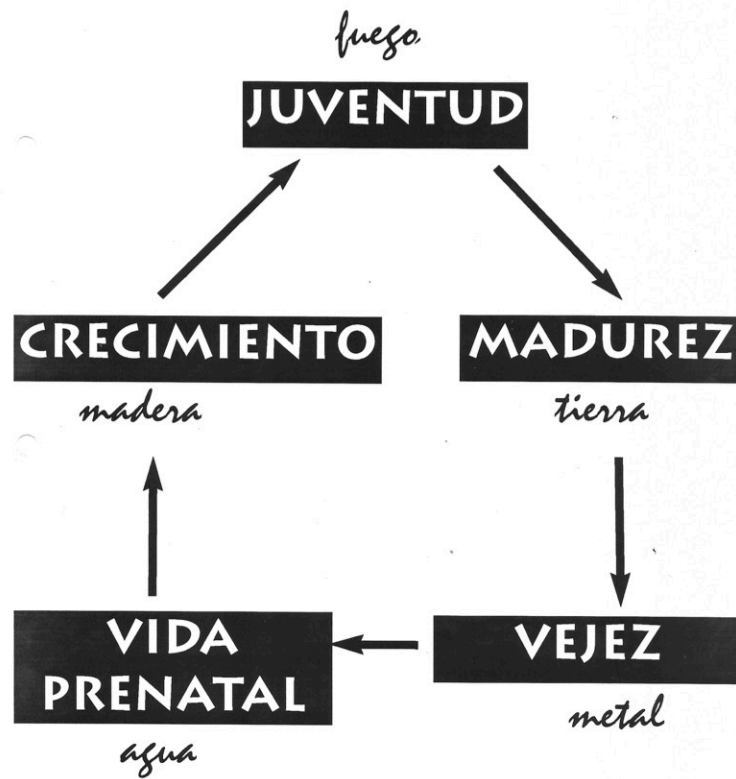 fuego
JUVENTUD
CRECIMIENTO
MADUREZ
madera
tierra
VIDA
PRENATAL
VEJEZ
metal
agua